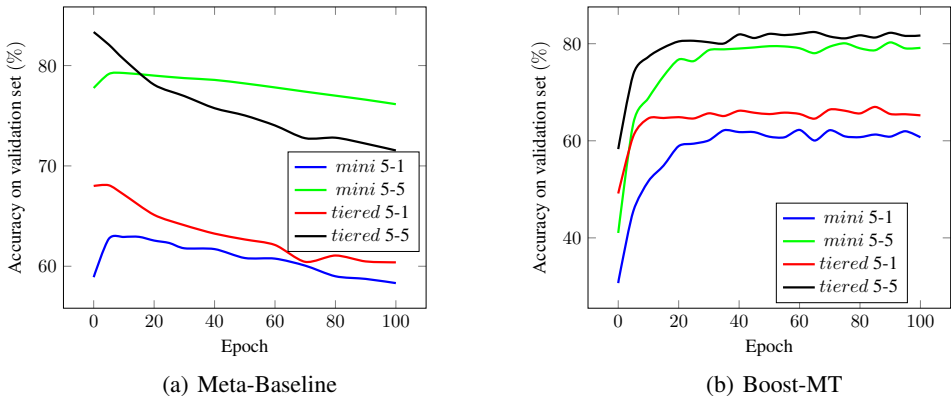 Accuracy on validation set (%)
80
70
60
0 20 40 60 80 100
Epoch
mini 5-1
mini 5-5
tiered 5-1
tiered 5-5
(a) Meta-Baseline
Accuracy on validation set (%)
80
60
40
0 20 40 60 80 100
Epoch
mini 5-1
mini 5-5
tiered 5-1
tiered 5-5
(b) Boost-MT